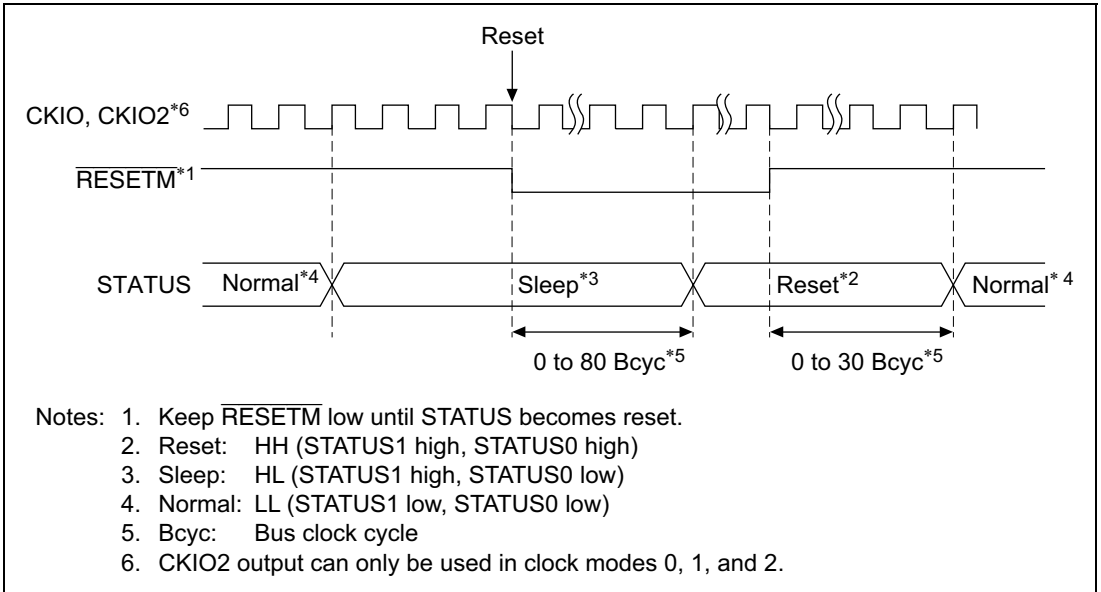 Reset
CKIO, CKIO2*6
RESETM*1
STATUS Normal*4 Sleep*3 Reset*2 Normal* 4
0 to 80 Bcyc*5 0 to 30 Bcyc*5
Notes: 1. Keep RESETM low until STATUS becomes reset.
2. Reset: HH (STATUS1 high, STATUS0 high)
3. Sleep: HL (STATUS1 high, STATUS0 low)
4. Normal: LL (STATUS1 low, STATUS0 low)
5. Bcyc: Bus clock cycle
6. CKIO2 output can only be used in clock modes 0, 1, and 2.